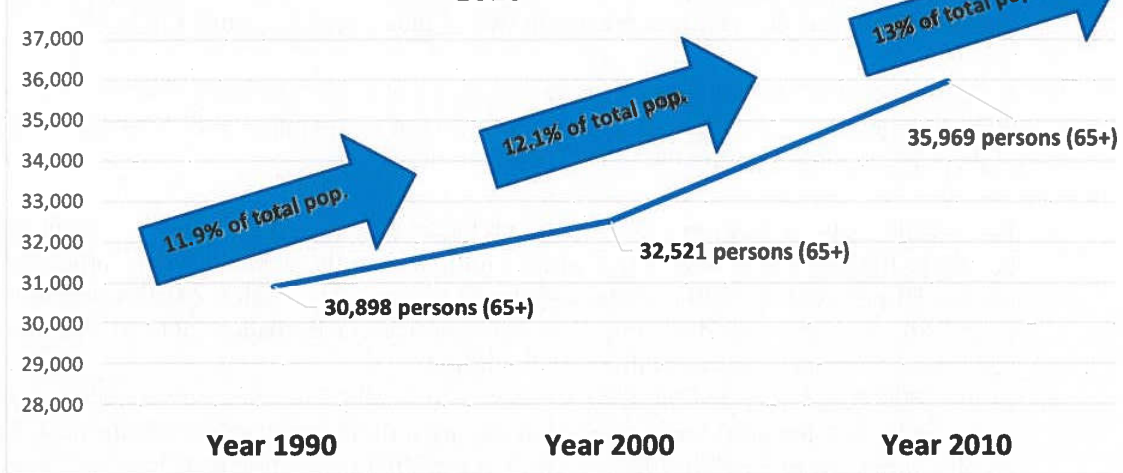 37,000
36,000
35,000
34,000
33,000
32,000
31,000
30,000
29,000
28,000
13% of total
12.1% of total pop.
11.9% of total pop.
35,969 persons (65+)
32,521 persons (65+)
30,898 persons (65+)
Year 1990
Year 2000
Year 2010